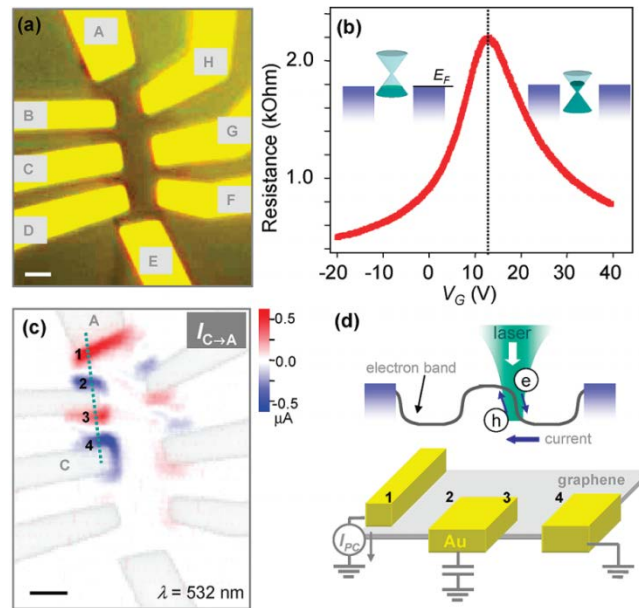 (a)
A
H
B
G
C
F
D
E
(b)
Resistance (kOhm)
2.0
1.0
E_F
-20 -10 0 10 20 30 40
V_G (V)
(c)
I_C→A
A
1
2
3
4
C
λ = 532 nm
0.5
0.0
-0.5
μA
(d)
laser
electron band
e
h
current
graphene
1 2 3 4
I_PC
Au